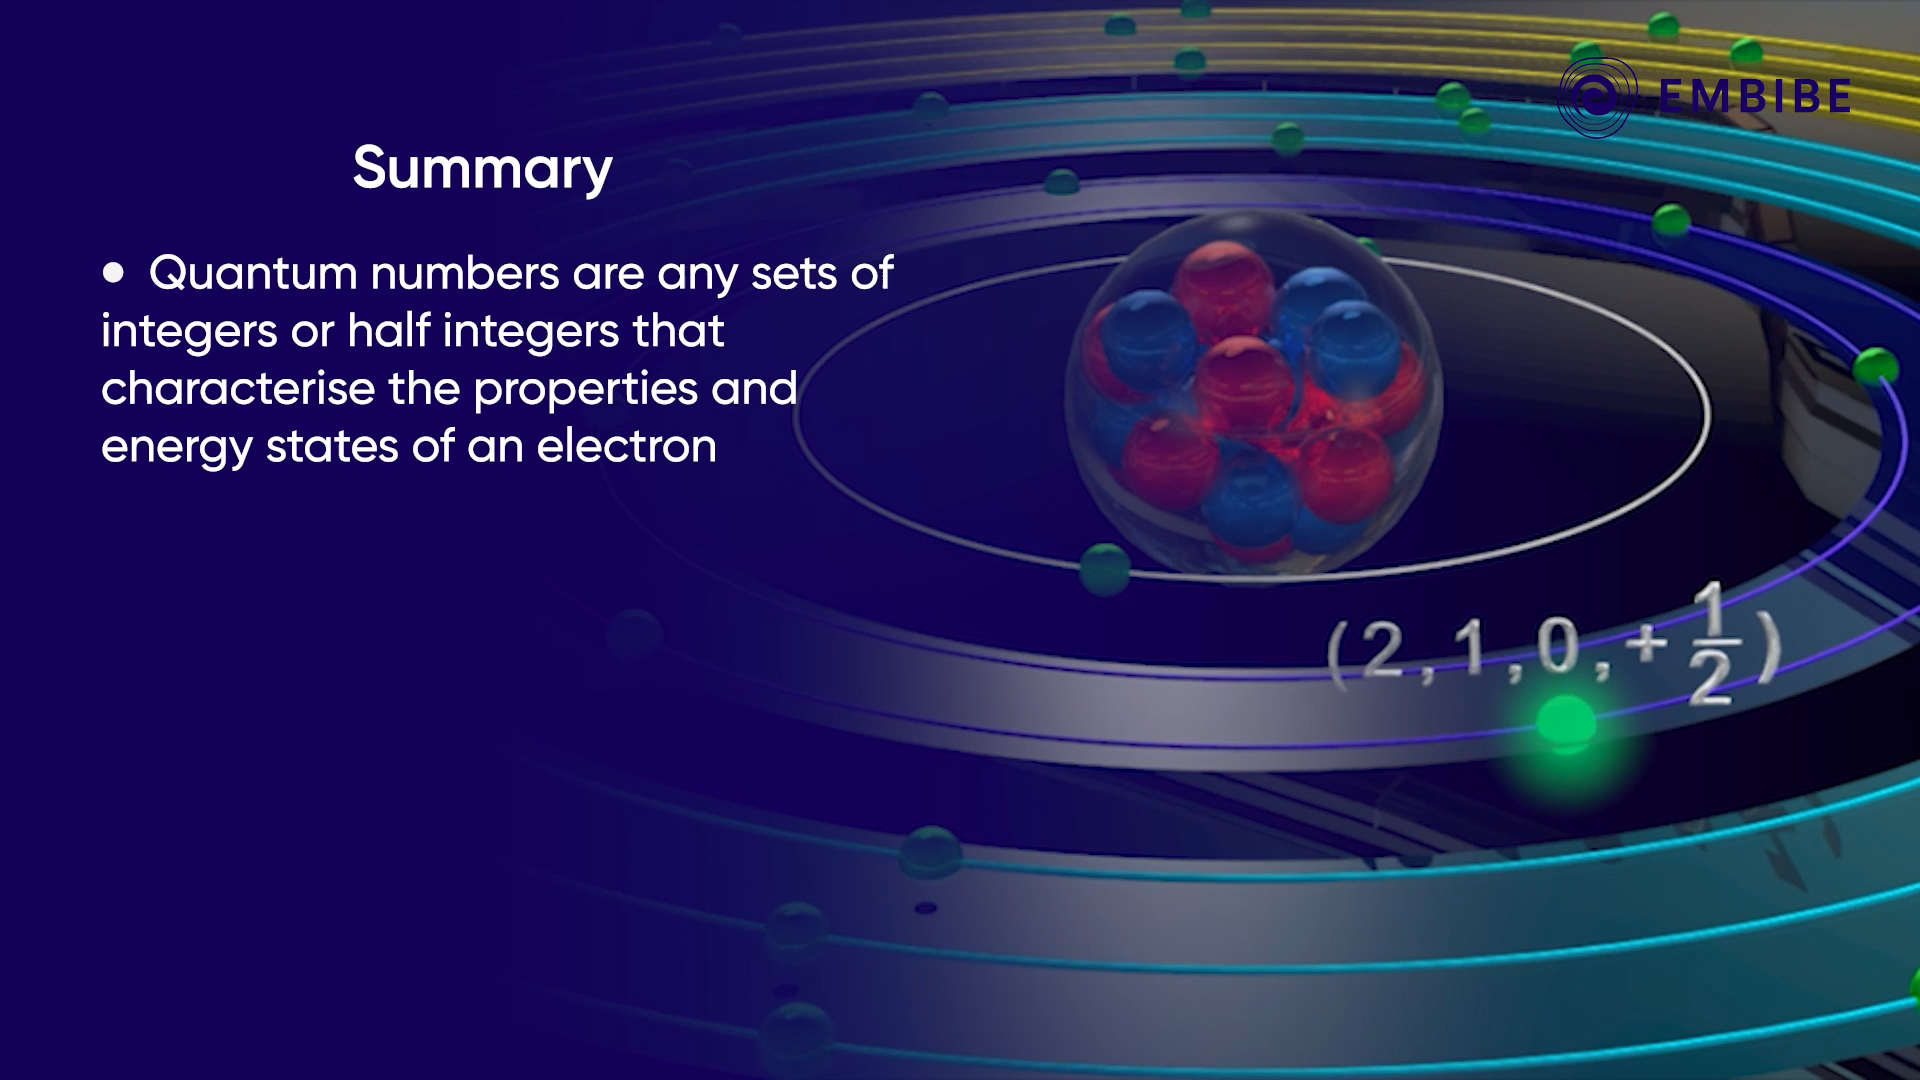 EMBIBE
Summary
● Quantum numbers are any sets of
integers or half integers that
characterise the properties and
energy states of an electron
(2,1,0,+1/2)